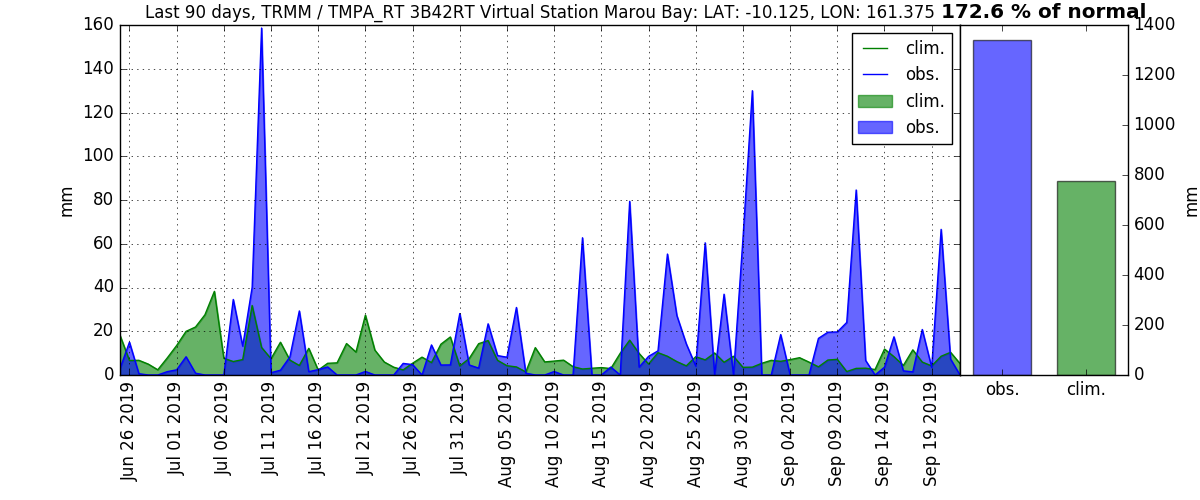 Last 90 days, TRMM / TMPA_RT 3B42RT Virtual Station Marou Bay: LAT: -10.125, LON: 161.375 172.6 % of normal
mm
160
140
120
100
80
60
40
20
0
clim.
obs.
clim.
obs.
1400
1200
1000
800
600
400
200
0
mm
Jun 26 2019
Jul 01 2019
Jul 06 2019
Jul 11 2019
Jul 16 2019
Jul 21 2019
Jul 26 2019
Jul 31 2019
Aug 05 2019
Aug 10 2019
Aug 15 2019
Aug 20 2019
Aug 25 2019
Aug 30 2019
Sep 04 2019
Sep 09 2019
Sep 14 2019
Sep 19 2019
obs.
clim.